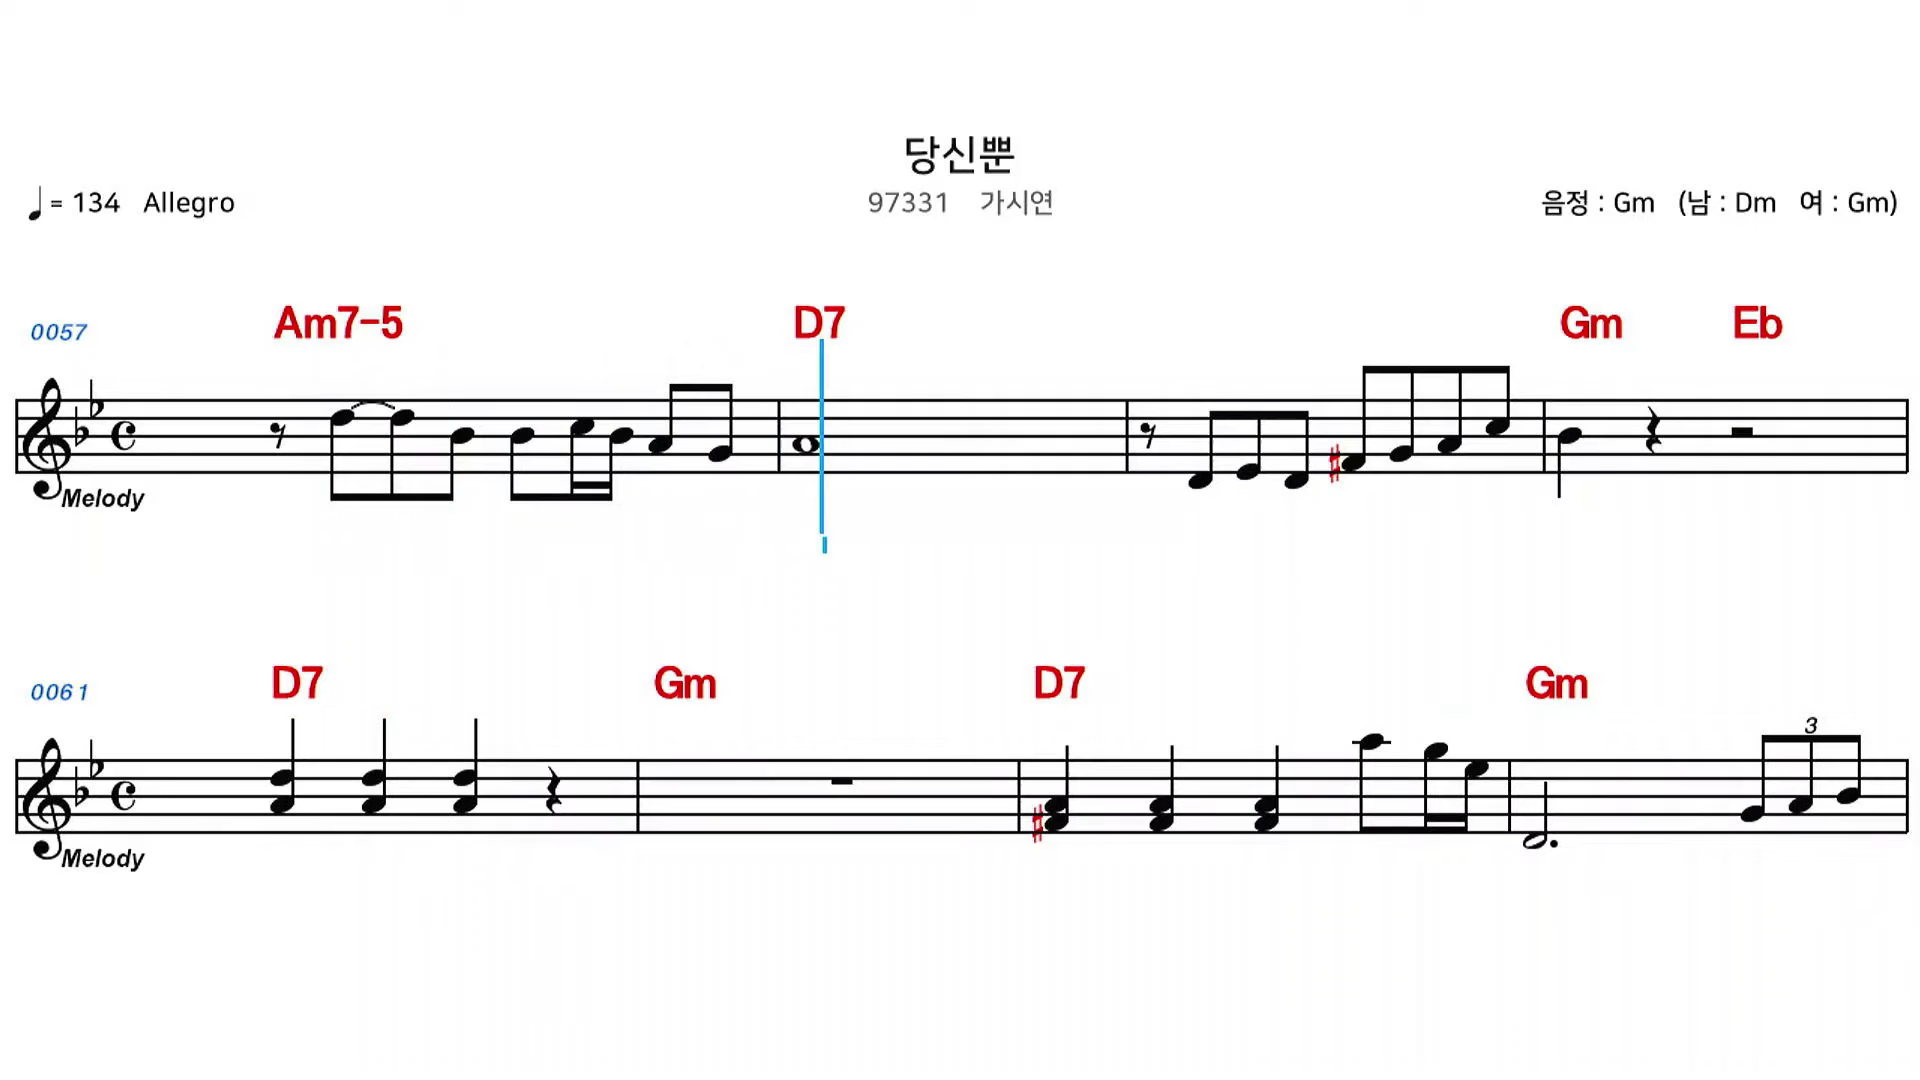 당신뿐
♩= 134 Allegro
97331 가시연
음정 : Gm (남 : Dm 여 : Gm)
0057 Am7-5 D7 Gm Eb
Melody
0061 D7 Gm D7 Gm
3
Melody